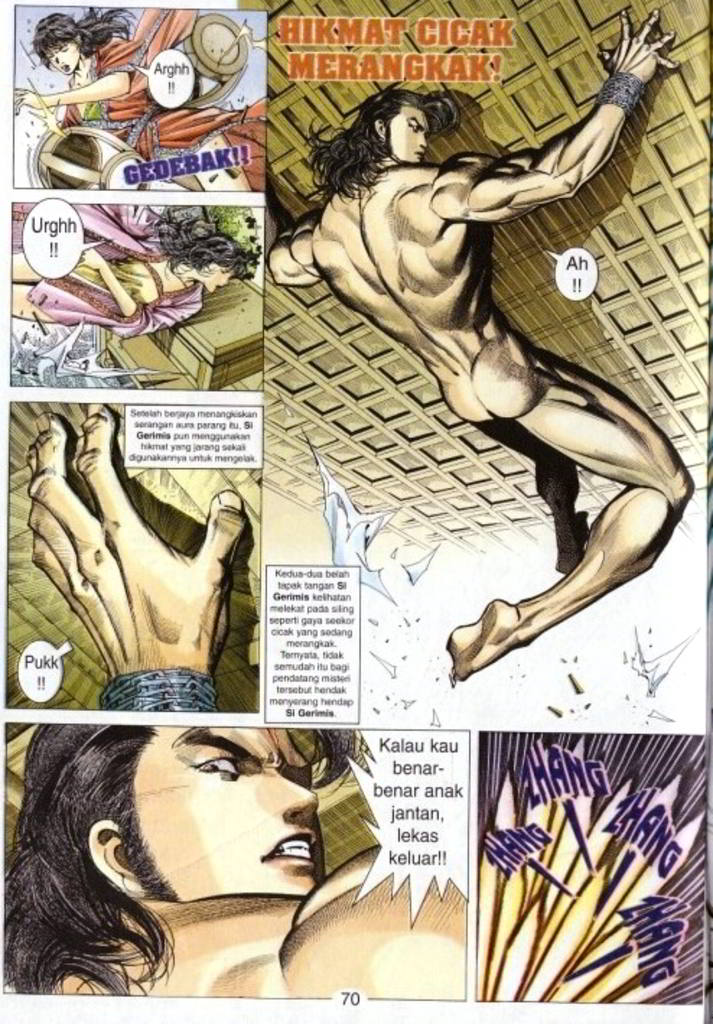 Arghh
!!
GEDEBAK!!
HIKMAT CICAK
MERANGKAK!
Urghh
!!
Ah
!!
Setelah berjaya menangkiskan
serangan aura parang itu, Si
Gerimis pun menggunakan
hikmat yang jarang sekali
digunakannya untuk mengelak.
Pukk
!!
Kedua-dua belah
tapak tangan Si
Gerimis kelihatan
melekat pada siling
seperti gaya seekor
cicak yang sedang
merangkak.
Ternyata, tidak
semudah itu bagi
pendatang misteri
tersebut hendak
menyerang hendap
Si Gerimis.
Kalau kau
benar-
benar anak
jantan,
lekas
keluar!!
ZHANG
ZHANG
ZHANG
ZHANG
70